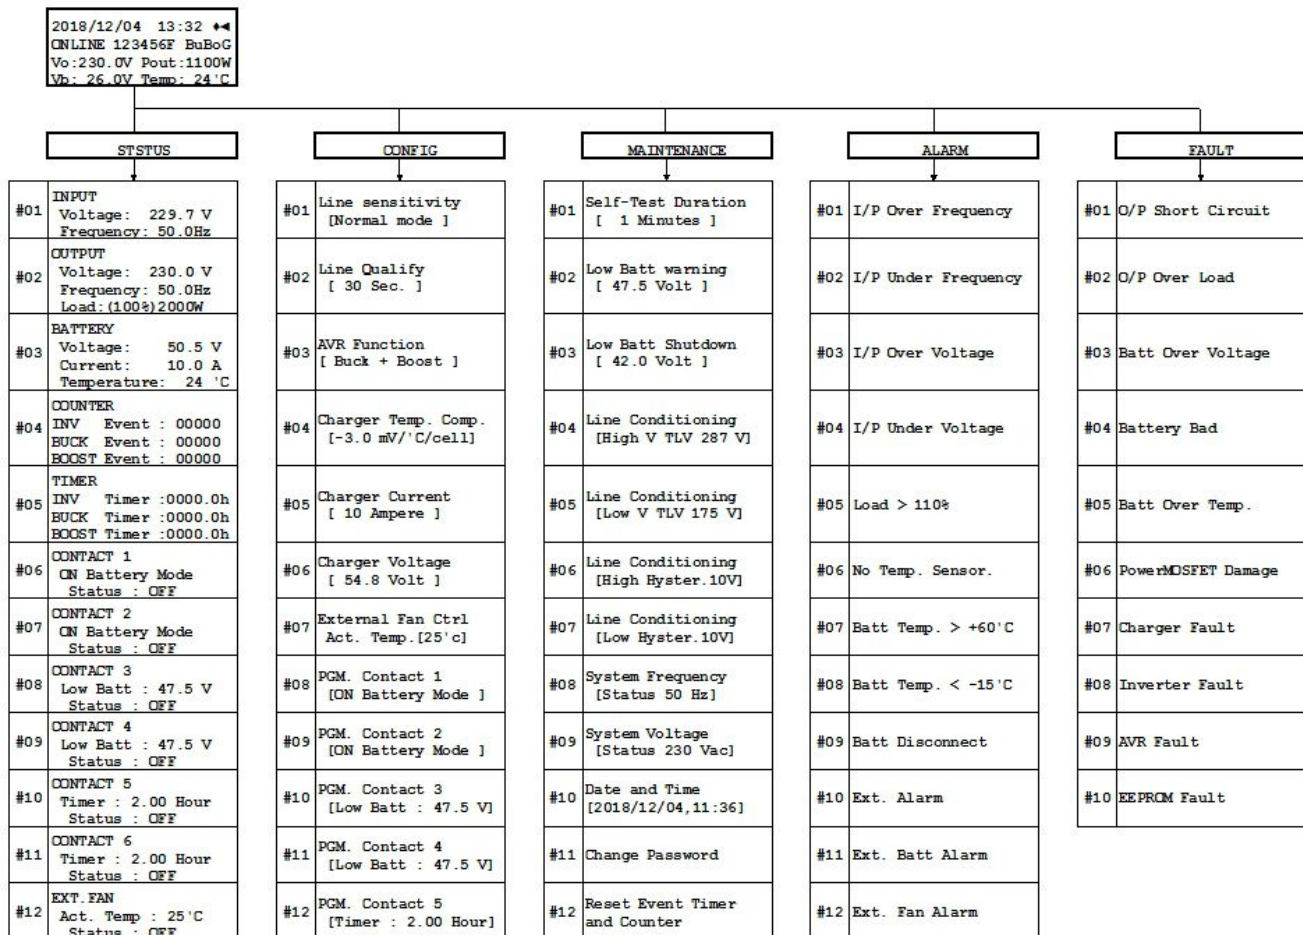 2018/12/04 13:32 ♦◄
ONLINE 123456F BuBoG
Vo:230.0V Pout:1100W
Vb: 26.0V Temp: 24'C
STSTUS
#01 INPUT
Voltage: 229.7 V
Frequency: 50.0Hz
#02 OUTPUT
Voltage: 230.0 V
Frequency: 50.0Hz
Load:(100%)2000W
#03 BATTERY
Voltage: 50.5 V
Current: 10.0 A
Temperature: 24 'C
#04 COUNTER
INV Event : 00000
BUCK Event : 00000
BOOST Event : 00000
#05 TIMER
INV Timer :0000.0h
BUCK Timer :0000.0h
BOOST Timer :0000.0h
#06 CONTACT 1
ON Battery Mode
Status : OFF
#07 CONTACT 2
ON Battery Mode
Status : OFF
#08 CONTACT 3
Low Batt : 47.5 V
Status : OFF
#09 CONTACT 4
Low Batt : 47.5 V
Status : OFF
#10 CONTACT 5
Timer : 2.00 Hour
Status : OFF
#11 CONTACT 6
Timer : 2.00 Hour
Status : OFF
#12 EXT.FAN
Act. Temp : 25'C
Status : OFF
CONFIG
#01 Line sensitivity
[Normal mode ]
#02 Line Qualify
[ 30 Sec. ]
#03 AVR Function
[ Buck + Boost ]
#04 Charger Temp. Comp.
[-3.0 mV/'C/cell]
#05 Charger Current
[ 10 Ampere ]
#06 Charger Voltage
[ 54.8 Volt ]
#07 External Fan Ctrl
Act. Temp.[25'c]
#08 PGM. Contact 1
[ON Battery Mode ]
#09 PGM. Contact 2
[ON Battery Mode ]
#10 PGM. Contact 3
[Low Batt : 47.5 V]
#11 PGM. Contact 4
[Low Batt : 47.5 V]
#12 PGM. Contact 5
[Timer : 2.00 Hour]
MAINTENANCE
#01 Self-Test Duration
[ 1 Minutes ]
#02 Low Batt warning
[ 47.5 Volt ]
#03 Low Batt Shutdown
[ 42.0 Volt ]
#04 Line Conditioning
[High V TLV 287 V]
#05 Line Conditioning
[Low V TLV 175 V]
#06 Line Conditioning
[High Hyster.10V]
#07 Line Conditioning
[Low Hyster.10V]
#08 System Frequency
[Status 50 Hz]
#09 System Voltage
[Status 230 Vac]
#10 Date and Time
[2018/12/04,11:36]
#11 Change Password
#12 Reset Event Timer
and Counter
ALARM
#01 I/P Over Frequency
#02 I/P Under Frequency
#03 I/P Over Voltage
#04 I/P Under Voltage
#05 Load > 110%
#06 No Temp. Sensor.
#07 Batt Temp. > +60'C
#08 Batt Temp. < -15'C
#09 Batt Disconnect
#10 Ext. Alarm
#11 Ext. Batt Alarm
#12 Ext. Fan Alarm
FAULT
#01 O/P Short Circuit
#02 O/P Over Load
#03 Batt Over Voltage
#04 Battery Bad
#05 Batt Over Temp.
#06 PowerMOSFET Damage
#07 Charger Fault
#08 Inverter Fault
#09 AVR Fault
#10 EEPROM Fault